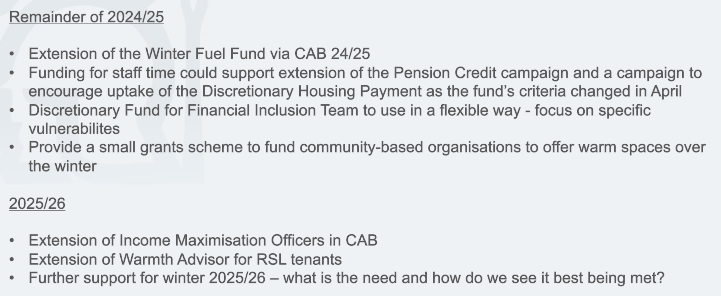 Remainder of 2024/25
• Extension of the Winter Fuel Fund via CAB 24/25
• Funding for staff time could support extension of the Pension Credit campaign and a campaign to
encourage uptake of the Discretionary Housing Payment as the fund's criteria changed in April
• Discretionary Fund for Financial Inclusion Team to use in a flexible way - focus on specific
vulnerabilites
• Provide a small grants scheme to fund community-based organisations to offer warm spaces over
the winter
2025/26
• Extension of Income Maximisation Officers in CAB
• Extension of Warmth Advisor for RSL tenants
• Further support for winter 2025/26 – what is the need and how do we see it best being met?